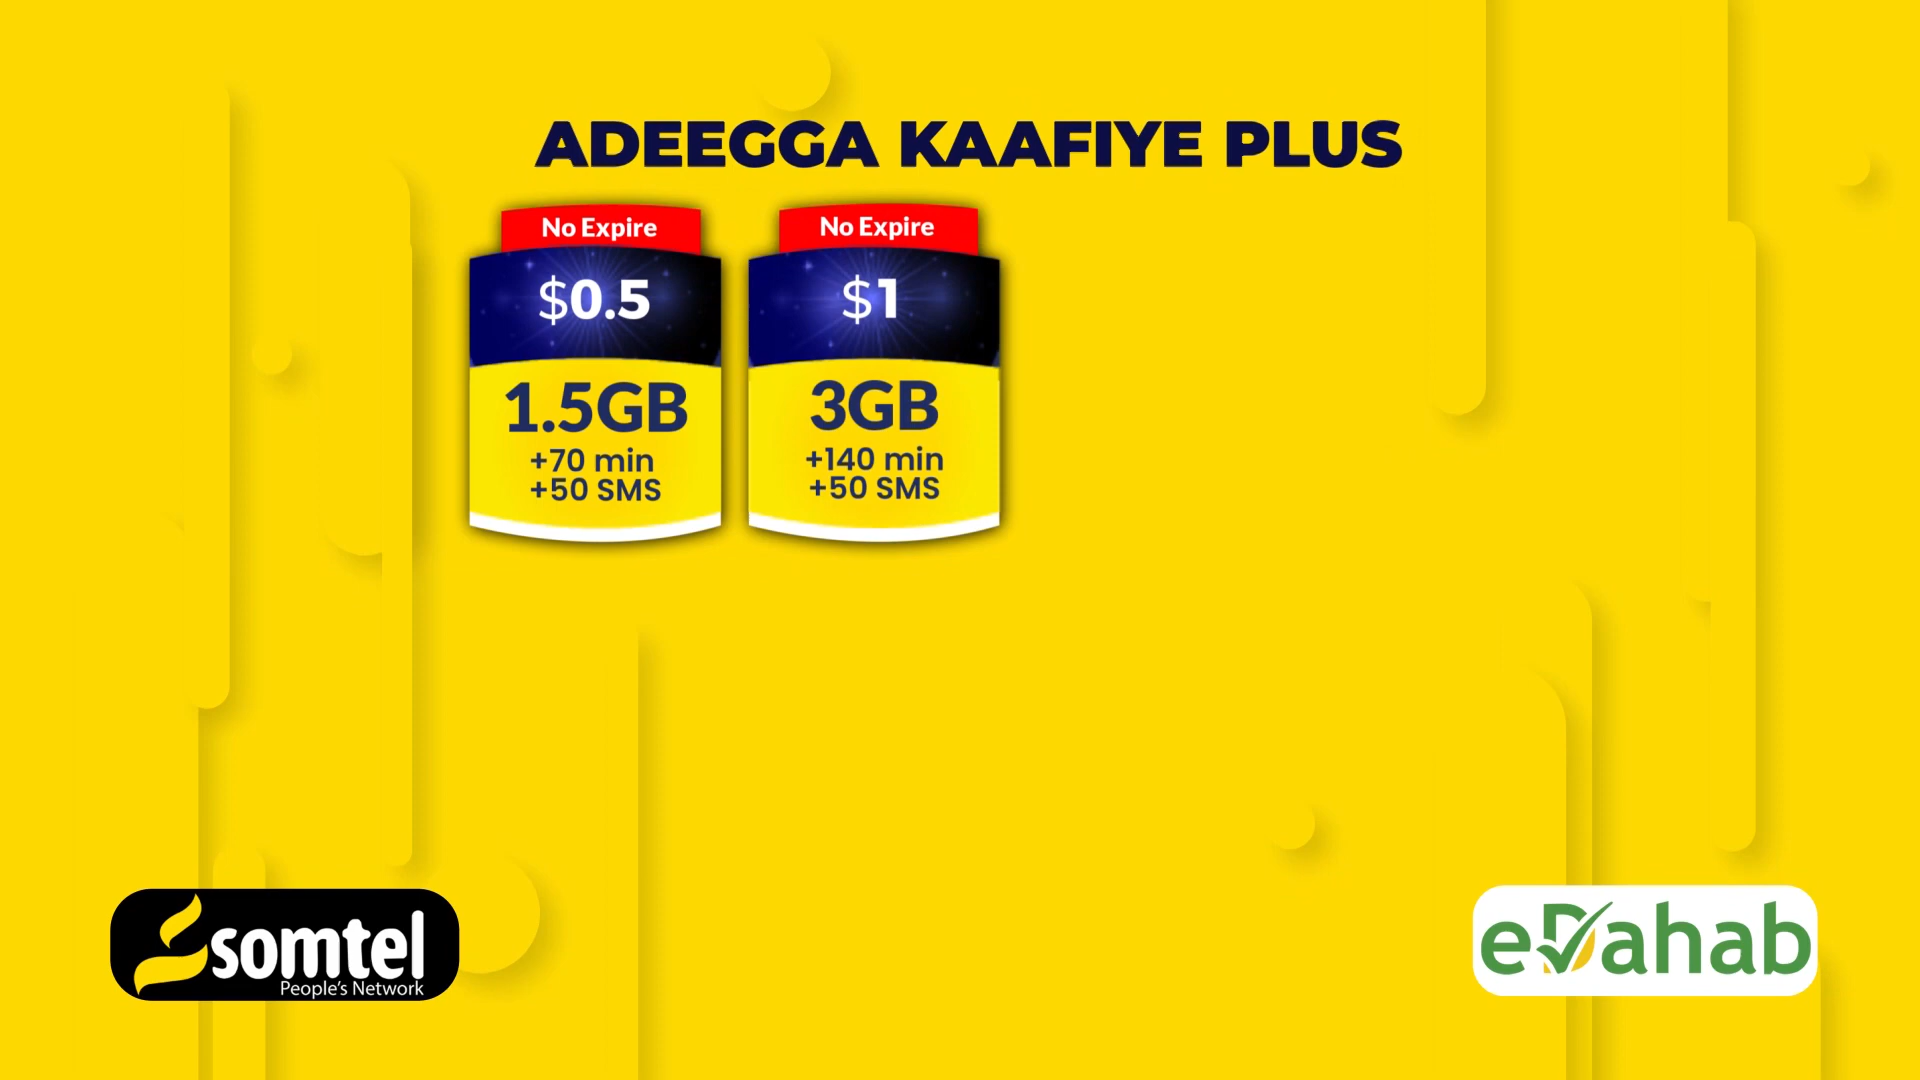 ADEEGGA KAAFIYE PLUS
No Expire
$0.5
1.5GB
+70 min
+50 SMS
No Expire
$1
3GB
+140 min
+50 SMS
somtel
People's Network
eDahab